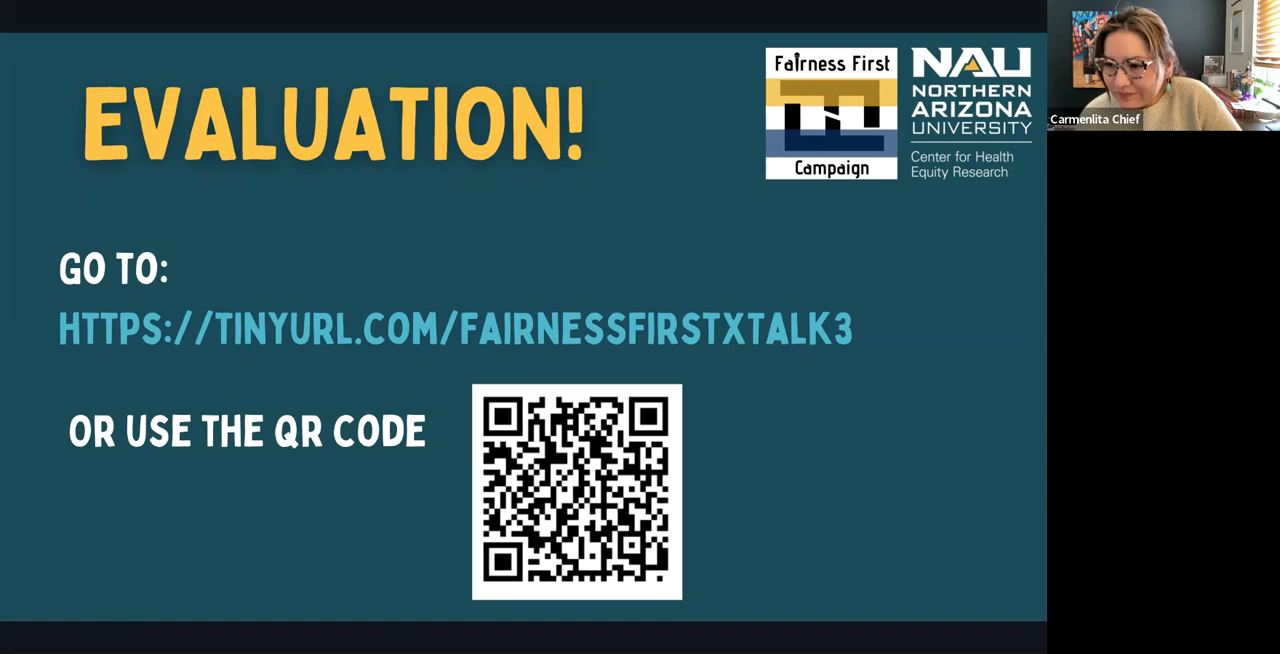 EVALUATION!
Fairness First
Campaign
NAU
NORTHERN
ARIZONA
UNIVERSITY
Center for Health
Equity Research
Carmenlita Chief
GO TO:
HTTPS://TINYURL.COM/FAIRNESSFIRSTXTALK3
OR USE THE QR CODE